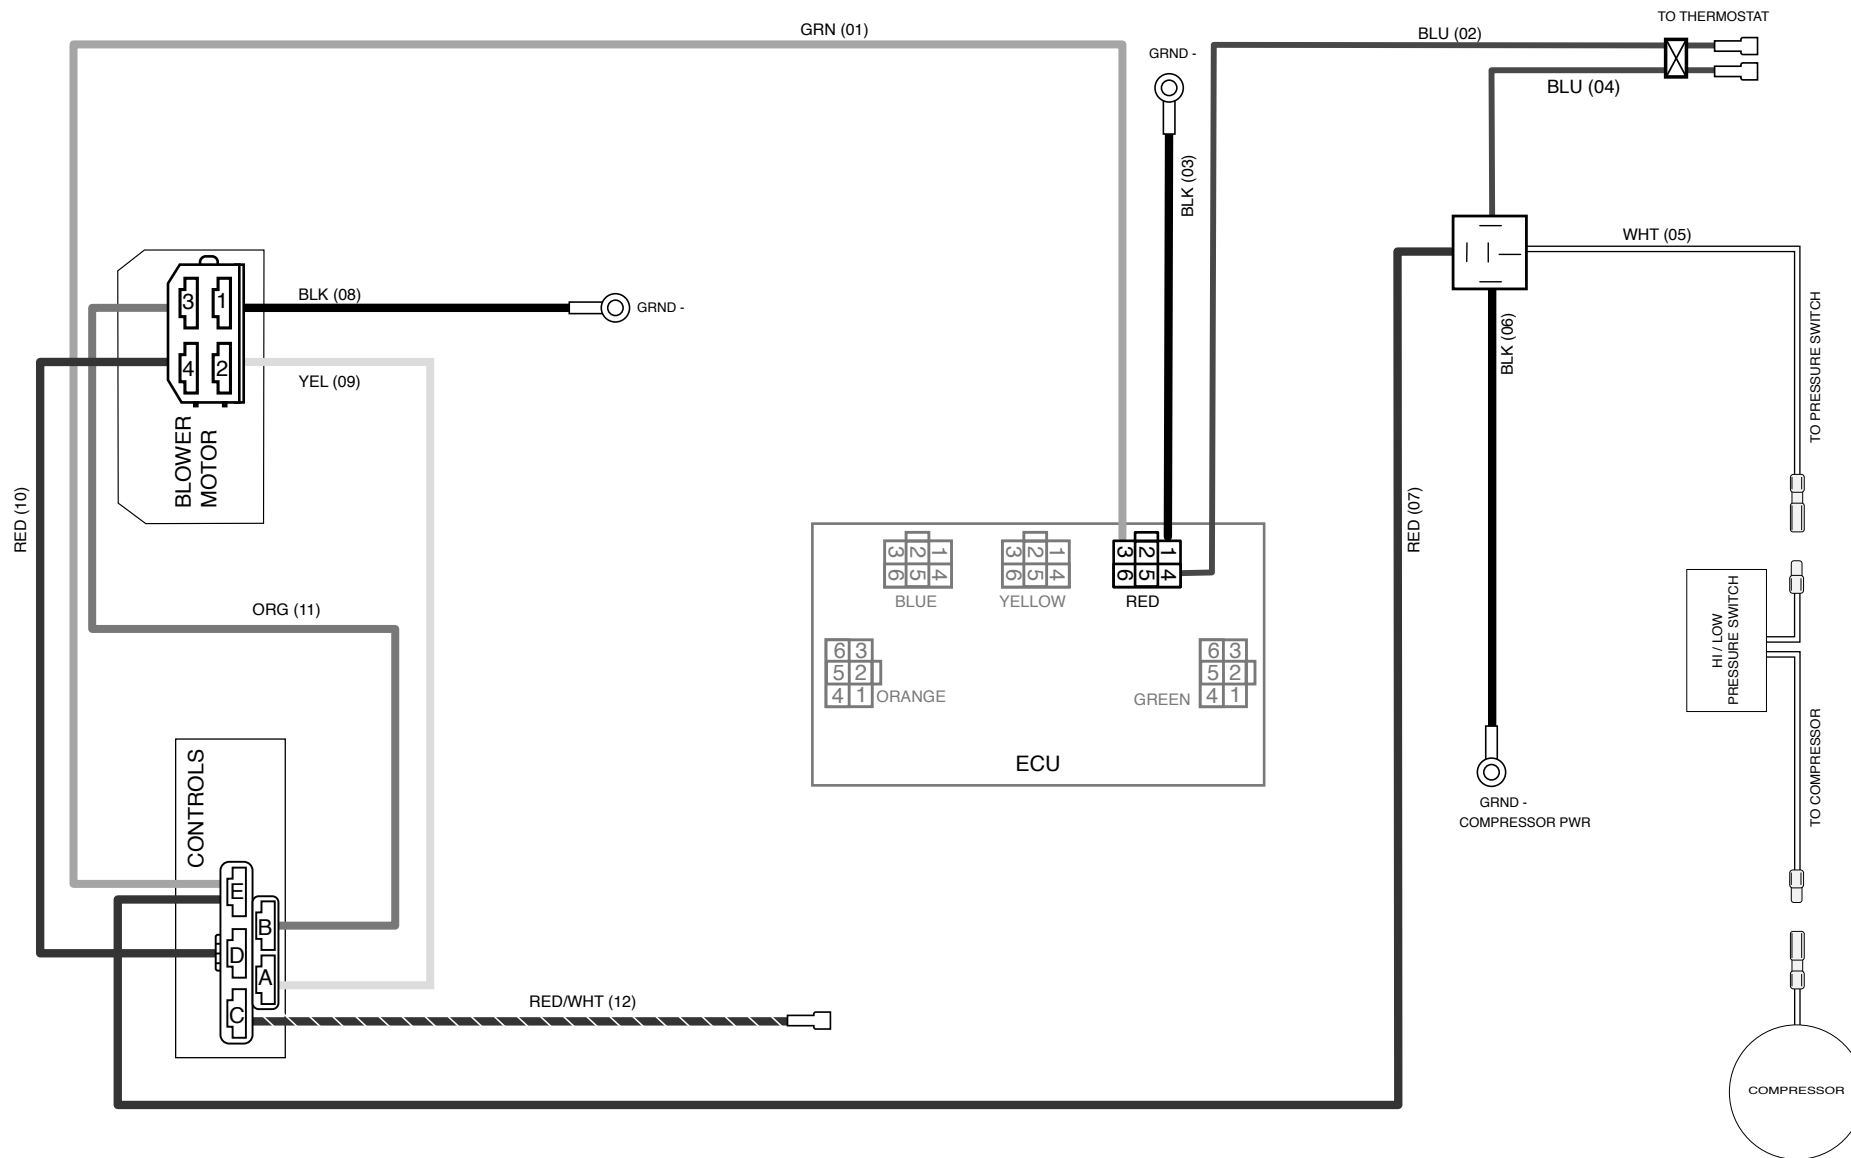 TO THERMOSTAT
GRN (01)
BLU (02)
GRND -
BLU (04)
BLK (03)
WHT (05)
3
1
BLK (08)
GRND -
4
2
YEL (09)
BLOWER
MOTOR
RED (10)
BLK (06)
TO PRESSURE SWITCH
RED (07)
3 2 1
6 5 4
BLUE
3 2 1
6 5 4
YELLOW
3 2 1
6 5 4
RED
ORG (11)
6 3
5 2
4 1
ORANGE
GREEN
6 3
5 2
4 1
ECU
HI / LOW
PRESSURE SWITCH
TO COMPRESSOR
GRND -
COMPRESSOR PWR
CONTROLS
E
B
D
A
C
RED/WHT (12)
COMPRESSOR